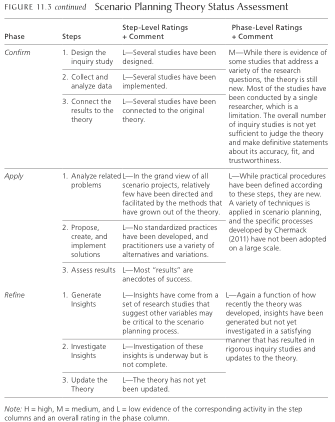 FIGURE 11.3 continued Scenario Planning Theory Status Assessment
Step-Level Ratings Phase-Level Ratings
Phase Steps + Comment + Comment
Confirm 1. Design the L—Several studies have been M—While there is evidence of
inquiry study designed. some studies that address a
2. Collect and L—Several studies have been variety of the research
analyze data implemented. questions, the theory is still
3. Connect the L—Several studies have been new. Most of the studies have
results to the connected to the original been conducted by a single
theory theory. researcher, which is a
limitation. The overall number
of inquiry studies is not yet
sufficient to judge the theory
and make definitive statements
about its accuracy, fit, and
trustworthiness.
Apply 1. Analyze related L—In the grand view of all L—While practical procedures
problems scenario projects, relatively have been defined according
few have been directed and to these steps, they are new.
facilitated by the methods that A variety of techniques is
have grown out of the theory. applied in scenario planning,
2. Propose, L—No standardized practices and the specific processes
create, and have been developed, and developed by Chermack
implement practitioners use a variety of (2011) have not been adopted
solutions alternatives and variations. on a large scale.
3. Assess results L—Most "results" are
anecdotes of success.
Refine 1. Generate L—Insights have come from a L—Again a function of how
Insights set of research studies that recently the theory was
suggest other variables may developed, insights have been
be critical to the scenario generated but not yet
planning process. investigated in a satisfactory
2. Investigate L—Investigation of these manner that has resulted in
Insights insights is underway but is rigorous inquiry studies and
not complete. updates to the theory.
3. Update the L—The theory has not yet
Theory been updated.
Note: H = high, M = medium, and L = low evidence of the corresponding activity in the step
columns and an overall rating in the phase column.